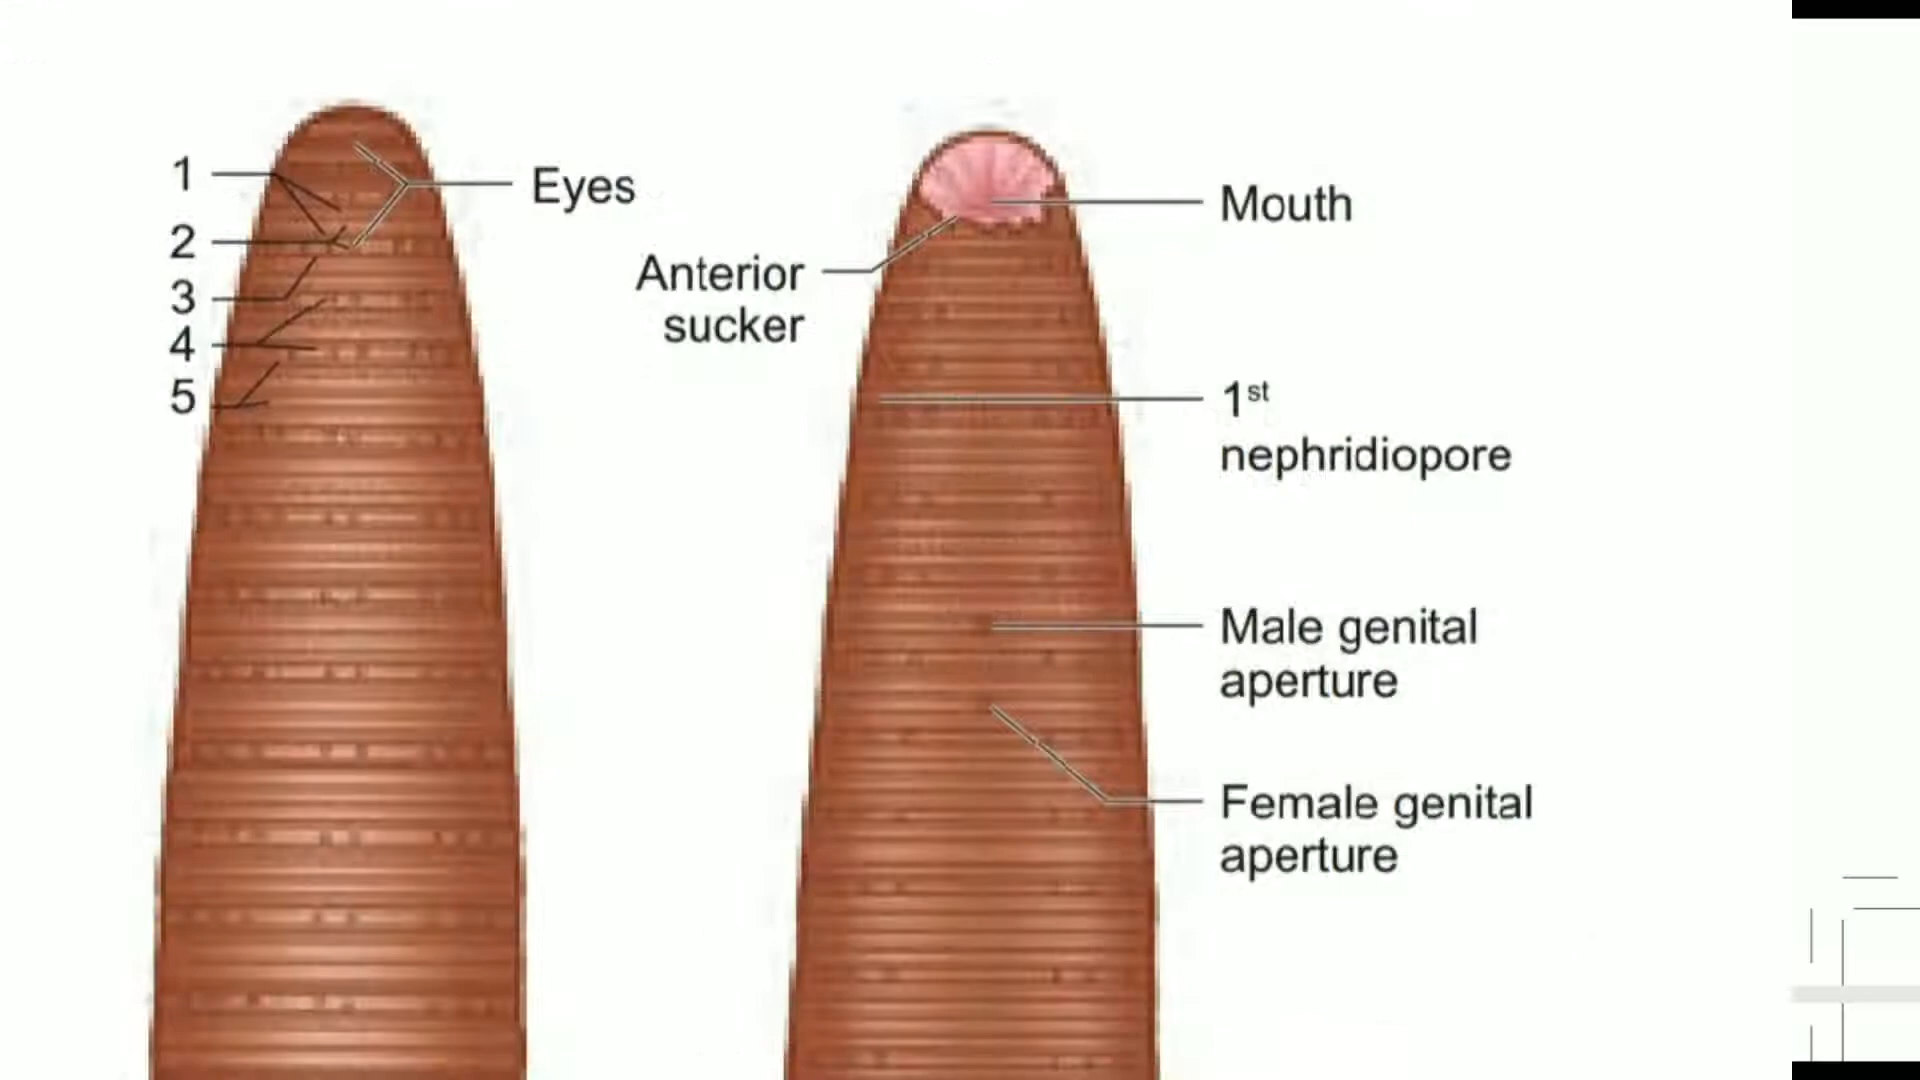 1
2
3
4
5
Eyes
Anterior
sucker
Mouth
1st
nephridiopore
Male genital
aperture
Female genital
aperture